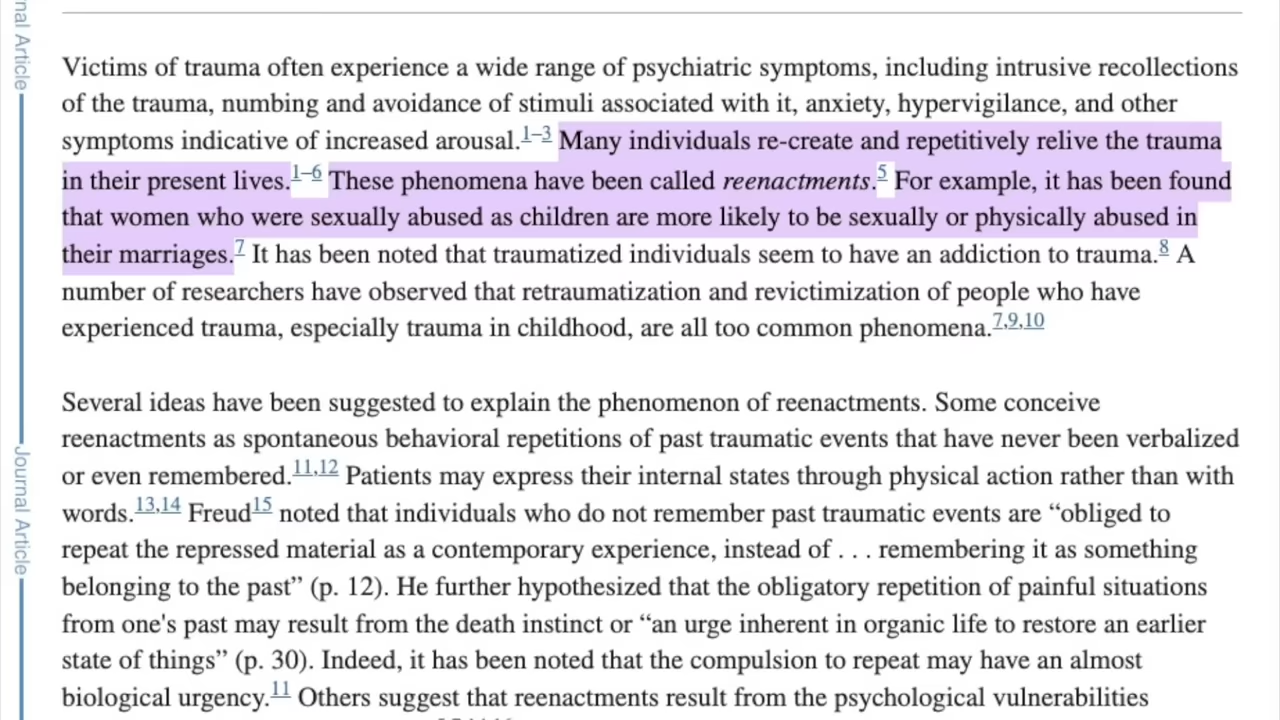 nal Article
Journal Article
Victims of trauma often experience a wide range of psychiatric symptoms, including intrusive recollections
of the trauma, numbing and avoidance of stimuli associated with it, anxiety, hypervigilance, and other
symptoms indicative of increased arousal.1–3 Many individuals re-create and repetitively relive the trauma
in their present lives.1–6 These phenomena have been called reenactments.5 For example, it has been found
that women who were sexually abused as children are more likely to be sexually or physically abused in
their marriages.7 It has been noted that traumatized individuals seem to have an addiction to trauma.8 A
number of researchers have observed that retraumatization and revictimization of people who have
experienced trauma, especially trauma in childhood, are all too common phenomena.7,9,10
Several ideas have been suggested to explain the phenomenon of reenactments. Some conceive
reenactments as spontaneous behavioral repetitions of past traumatic events that have never been verbalized
or even remembered.11,12 Patients may express their internal states through physical action rather than with
words.13,14 Freud15 noted that individuals who do not remember past traumatic events are “obliged to
repeat the repressed material as a contemporary experience, instead of . . . remembering it as something
belonging to the past” (p. 12). He further hypothesized that the obligatory repetition of painful situations
from one's past may result from the death instinct or “an urge inherent in organic life to restore an earlier
state of things” (p. 30). Indeed, it has been noted that the compulsion to repeat may have an almost
biological urgency.11 Others suggest that reenactments result from the psychological vulnerabilities